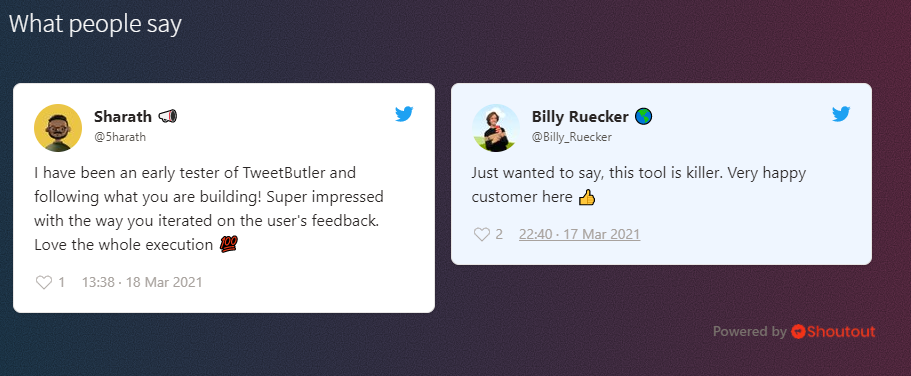 What people say
Sharath 📣
@5harath
I have been an early tester of TweetButler and
following what you are building! Super impressed
with the way you iterated on the user's feedback.
Love the whole execution 💯
1 13:38 · 18 Mar 2021
Billy Ruecker 🌎
@Billy_Ruecker
Just wanted to say, this tool is killer. Very happy
customer here 👍
2 22:40 · 17 Mar 2021
Powered by Shoutout